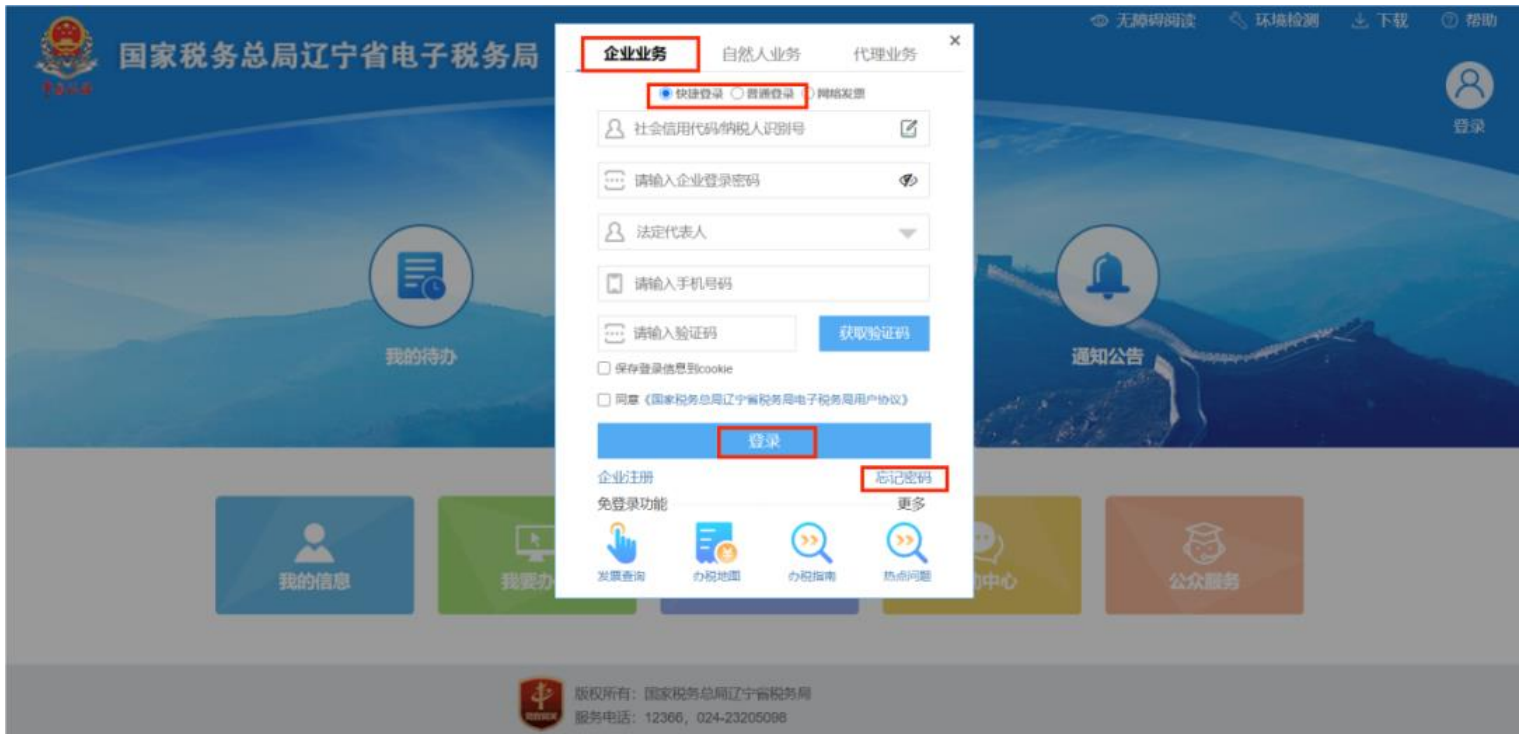 无障碍阅读 环境检测 下载 帮助
国家税务总局辽宁省电子税务局
登录
企业业务 自然人业务 代理业务
快捷登录 普通登录 网络发票
社会信用代码/纳税人识别号
请输入企业登录密码
法定代表人
请输入手机号码
请输入验证码 获取验证码
保存登录信息到cookie
同意《国家税务总局辽宁省税务局电子税务局用户协议》
登录
企业注册 忘记密码
免登录功能 更多
发票查询 办税地图 办税指南 热点问题
我的待办
通知公告
我的信息
我要办
中心
公众服务
版权所有：国家税务总局辽宁省税务局
服务电话：12366，024-23205098